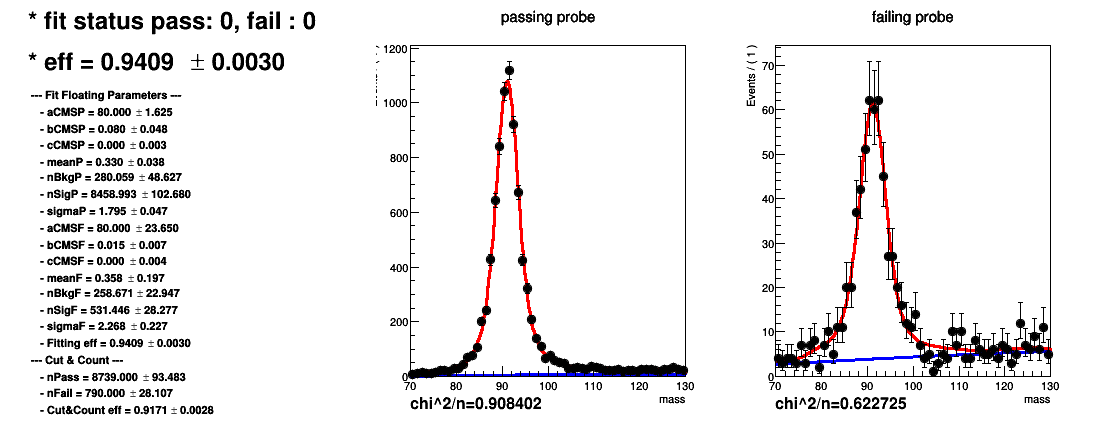 * fit status pass: 0, fail : 0
* eff = 0.9409 ± 0.0030
--- Fit Floating Parameters ---
- aCMSP = 80.000 ± 1.625
- bCMSP = 0.080 ± 0.048
- cCMSP = 0.000 ± 0.003
- meanP = 0.330 ± 0.038
- nBkgP = 280.059 ± 48.627
- nSigP = 8458.993 ± 102.680
- sigmaP = 1.795 ± 0.047
- aCMSF = 80.000 ± 23.650
- bCMSF = 0.015 ± 0.007
- cCMSF = 0.000 ± 0.004
- meanF = 0.358 ± 0.197
- nBkgF = 258.671 ± 22.947
- nSigF = 531.446 ± 28.277
- sigmaF = 2.268 ± 0.227
- Fitting eff = 0.9409 ± 0.0030
--- Cut & Count ---
- nPass = 8739.000 ± 93.483
- nFail = 790.000 ± 28.107
- Cut&Count eff = 0.9171 ± 0.0028
passing probe
1200
1000
800
600
400
200
0
70 80 90 100 110 120 130
mass
chi^2/n=0.908402
failing probe
Events / ( 1 )
70
60
50
40
30
20
10
0
70 80 90 100 110 120 130
mass
chi^2/n=0.622725